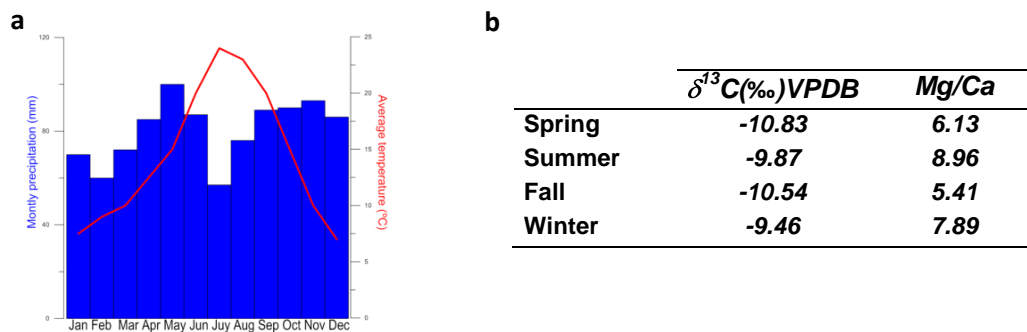 a
120
80
40
0
Montly precipitation (mm)
25
20
15
10
5
0
Average temperature (ºC)
Jan Feb Mar Apr May Jun Juy Aug Sep Oct Nov Dec
b
δ13C(‰)VPDB Mg/Ca
Spring -10.83 6.13
Summer -9.87 8.96
Fall -10.54 5.41
Winter -9.46 7.89